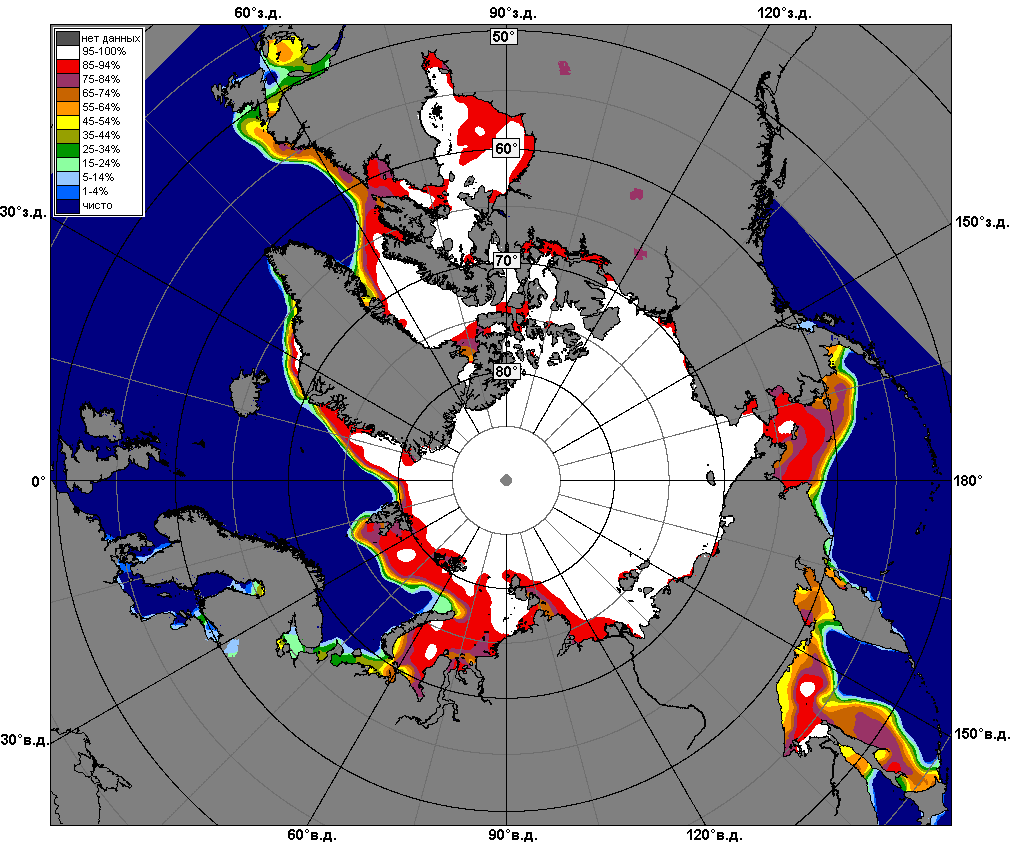 60°з.д.
90°з.д.
120°з.д.
нет данных
95-100%
85-94%
75-84%
65-74%
55-64%
45-54%
35-44%
25-34%
15-24%
5-14%
1-4%
чисто
50°
60°
70°
80°
30°з.д.
150°з.д.
0°
180°
30°в.д.
150°в.д.
60°в.д.
90°в.д.
120°в.д.